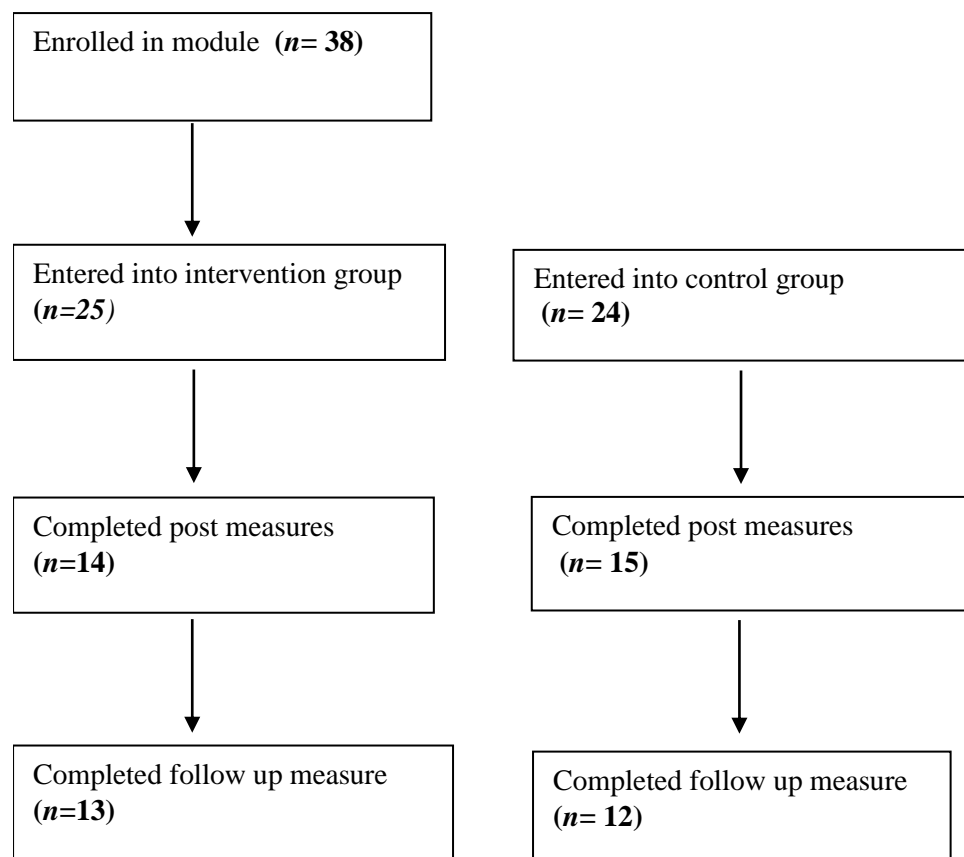 Enrolled in module (n= 38)
Entered into intervention group
(n=25)
Entered into control group
(n= 24)
Completed post measures
(n=14)
Completed post measures
(n= 15)
Completed follow up measure
(n=13)
Completed follow up measure
(n= 12)